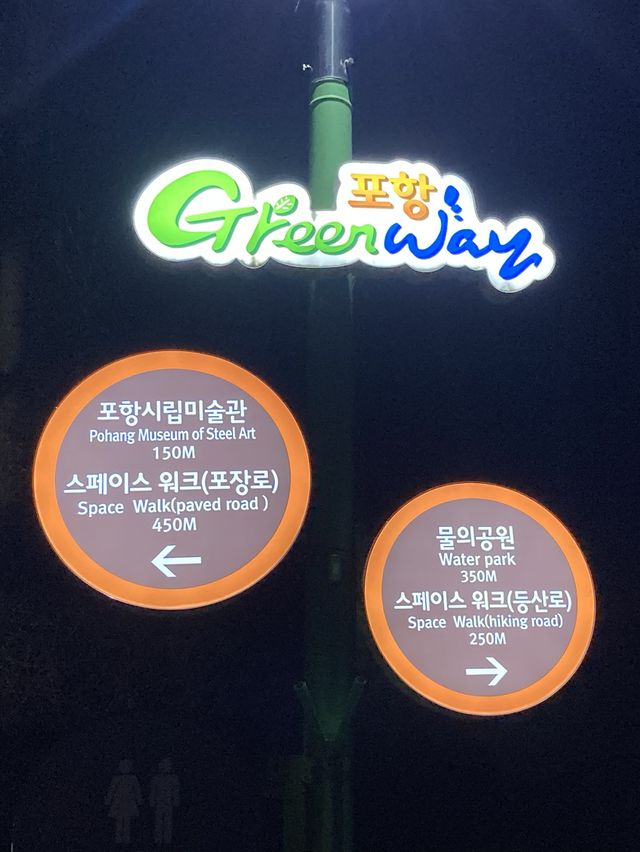 포항
Greenway
포항시립미술관
Pohang Museum of Steel Art
150M
스페이스 워크(포장로)
Space Walk(paved road )
450M
←
물의공원
Water park
350M
스페이스 워크(등산로)
Space Walk(hiking road)
250M
→